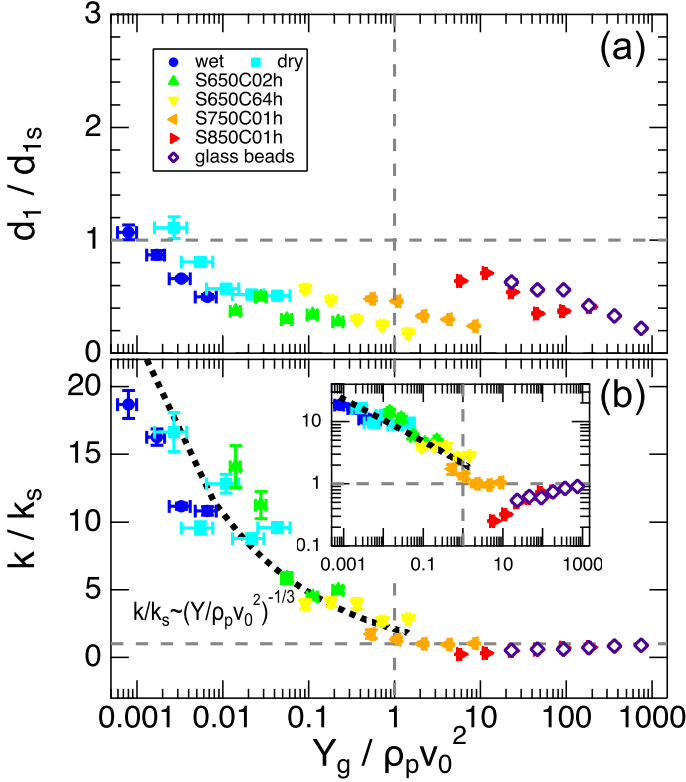 (a)
3
2
1
0
d1 / d1s
wet dry
S650C02h
S650C64h
S750C01h
S850C01h
glass beads
(b)
20
15
10
5
0
k / ks
k/ks~(Y/ρpv0²)^-1/3
10
1
0.1
0.001 0.1 10 1000
0.001 0.01 0.1 1 10 100 1000
Yg / ρpv0²